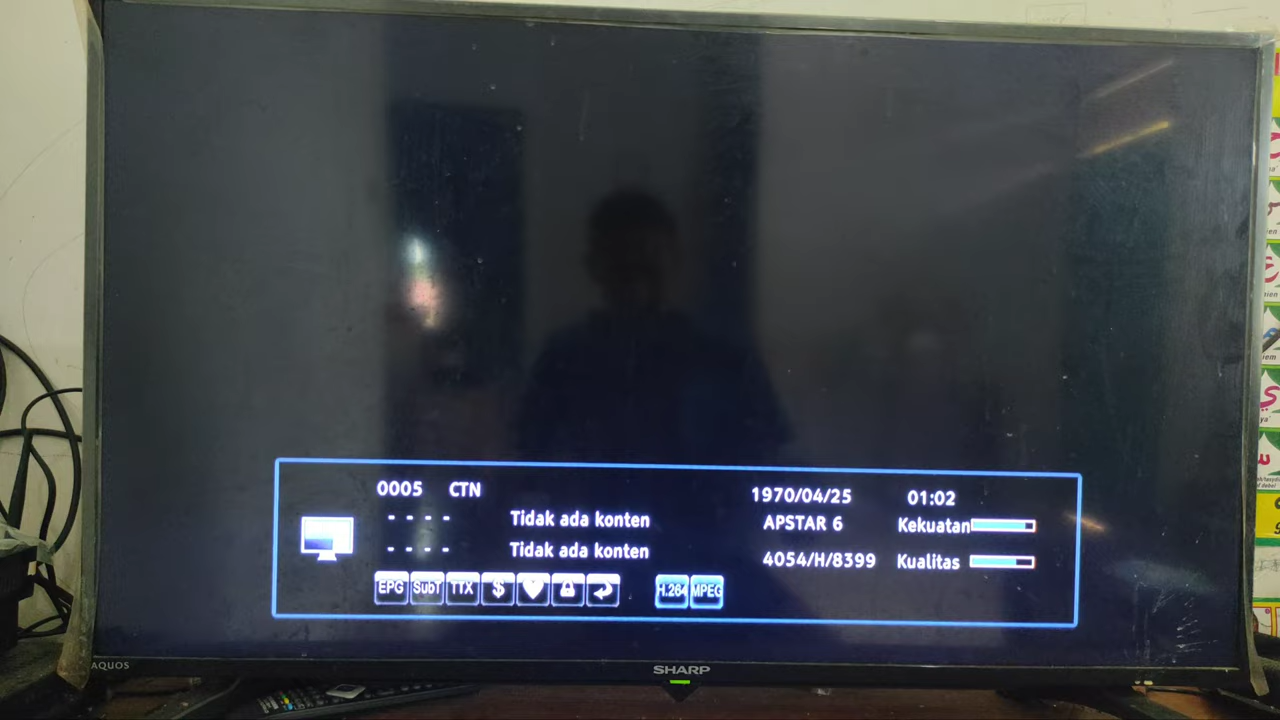 0005 CTN 1970/04/25 01:02
- - - - Tidak ada konten APSTAR 6 Kekuatan
- - - - Tidak ada konten 4054/H/8399 Kualitas
EPG SubT TTX $ H.264 MPEG
AQUOS
SHARP